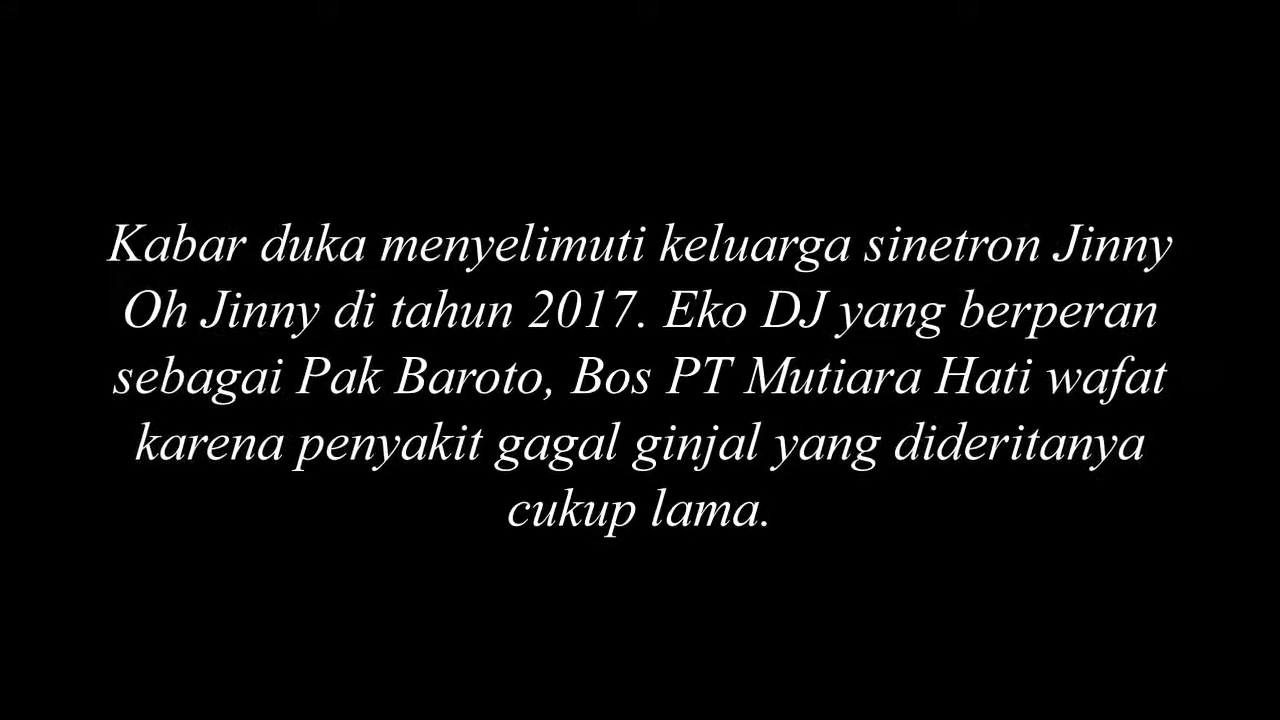 Kabar duka menyelimuti keluarga sinetron Jinny
Oh Jinny di tahun 2017. Eko DJ yang berperan
sebagai Pak Baroto, Bos PT Mutiara Hati wafat
karena penyakit gagal ginjal yang dideritanya
cukup lama.